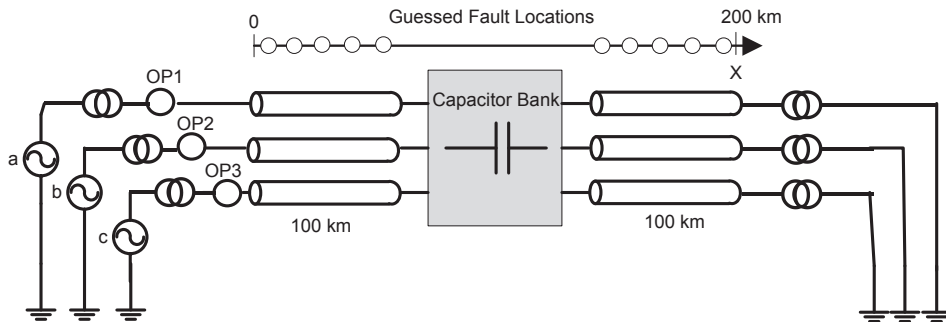 Guessed Fault Locations
0
200 km
X
OP1
OP2
OP3
Capacitor Bank
a
b
c
100 km
100 km